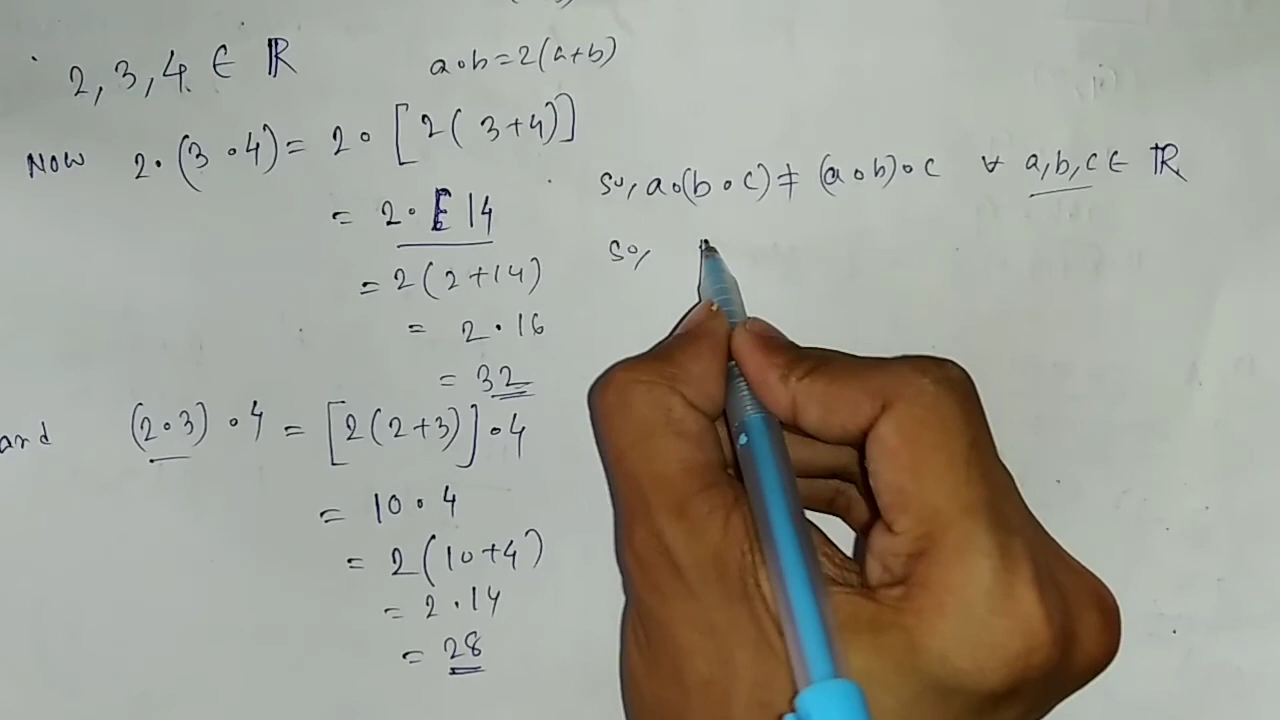 2, 3, 4 ∈ ℝ
a∘b=2(a+b)
NOW 2∘(3∘4)= 2∘[2(3+4)]
= 2∘14
= 2(2+14)
= 2·16
= 32
and (2∘3)∘4 = [2(2+3)]∘4
= 10∘4
= 2(10+4)
= 2·14
= 28
So, a∘(b∘c) ≠ (a∘b)∘c ∀ a,b,c ∈ ℝ
So,